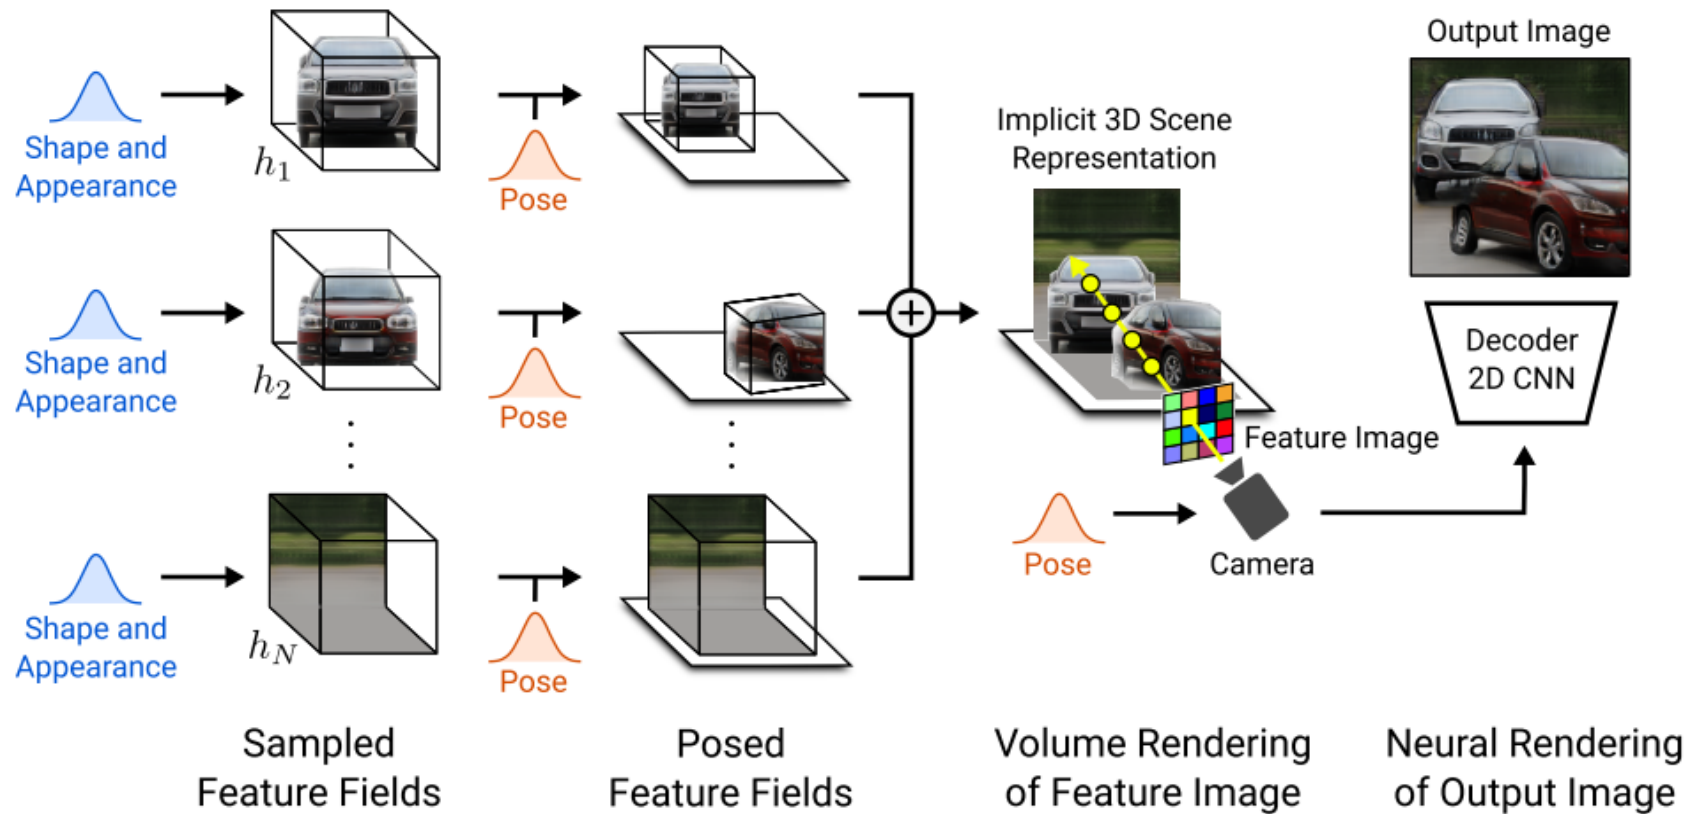 Shape and
Appearance
h₁
Pose
Shape and
Appearance
h₂
Pose
Shape and
Appearance
h_N
Pose
Implicit 3D Scene
Representation
Feature Image
Pose
Camera
Output Image
Decoder
2D CNN
Sampled
Feature Fields
Posed
Feature Fields
Volume Rendering
of Feature Image
Neural Rendering
of Output Image